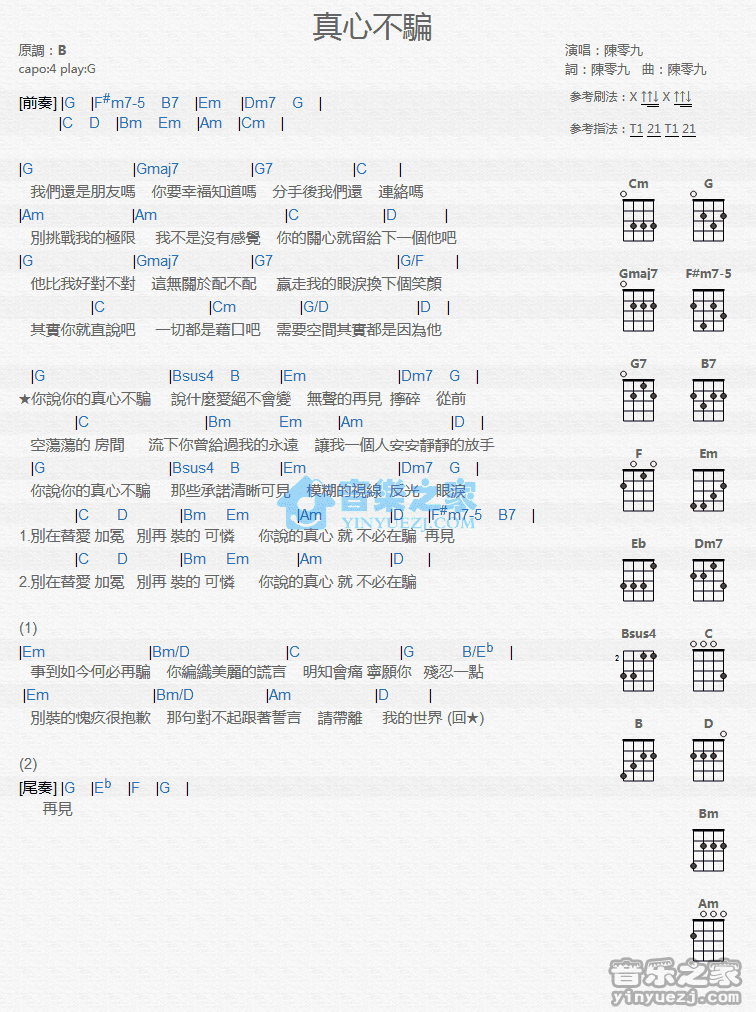 真心不騙
原調：B
capo:4 play:G
演唱：陳零九
詞：陳零九 曲：陳零九
參考刷法：X ↑↑↓ X ↑↑↓
參考指法：T1 21 T1 21
[前奏] |G |F#m7-5 B7 |Em |Dm7 G |
|C D |Bm Em |Am |Cm |
|G |Gmaj7 |G7 |C |
我們還是朋友嗎 你要幸福知道嗎 分手後我們還 連絡嗎
|Am |Am |C |D |
別挑戰我的極限 我不是沒有感覺 你的關心就留給下一個他吧
|G |Gmaj7 |G7 |G/F |
他比我好對不對 這無關於配不配 贏走我的眼淚換下個笑顏
|C |Cm |G/D |D |
其實你就直說吧 一切都是藉口吧 需要空間其實都是因為他
|G |Bsus4 B |Em |Dm7 G |
★你說你的真心不騙 說什麼愛絕不會變 無聲的再見 擰碎 從前
|C |Bm Em |Am |D |
空蕩蕩的 房間 流下你曾給過我的永遠 讓我一個人安安靜靜的放手
|G |Bsus4 B |Em |Dm7 G |
你說你的真心不騙 那些承諾清晰可見 模糊的視線 反光 眼淚
|C D |Bm Em |Am |D |F#m7-5 B7 |
1.別在替愛 加冕 別再 裝的 可憐 你說的真心 就 不必在騙 再見
|C D |Bm Em |Am |D |
2.別在替愛 加冕 別再 裝的 可憐 你說的真心 就 不必在騙
(1)
|Em |Bm/D |C |G B/Eb |
事到如今何必再騙 你編織美麗的謊言 明知會痛 寧願你 殘忍一點
|Em |Bm/D |Am |D |
別裝的愧疚很抱歉 那句對不起跟著誓言 請帶離 我的世界 (回★)
(2)
[尾奏] |G |Eb |F |G |
再見
Cm G
Gmaj7 F#m7-5
G7 B7
F Em
Eb Dm7
Bsus4 C
2
B D
Bm
Am
音樂之家
YINYUEZJ.COM
音乐之家
yinyuezj.com